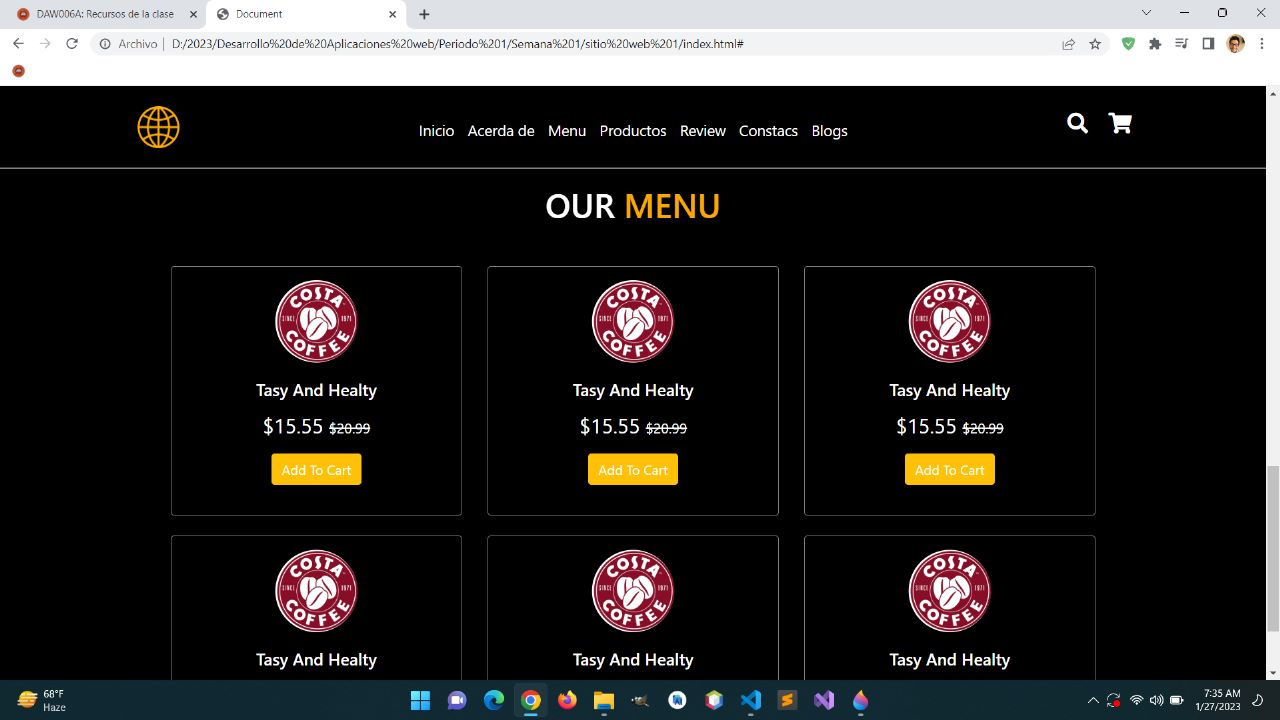 DAW006A: Recursos de la clase
Document
Archivo | D:/2023/Desarrollo%20de%20Aplicaciones%20web/Periodo%201/Semana%201/sitio%20web%201/index.html#
Inicio Acerda de Menu Productos Review Constacs Blogs
OUR MENU
COSTA COSTA COSTA
SINCE 1971 SINCE 1971 SINCE 1971
COFFEE COFFEE COFFEE
Tasy And Healty Tasy And Healty Tasy And Healty
$15.55 $20.99 $15.55 $20.99 $15.55 $20.99
Add To Cart Add To Cart Add To Cart
COSTA COSTA COSTA
SINCE 1971 SINCE 1971 SINCE 1971
COFFEE COFFEE COFFEE
Tasy And Healty Tasy And Healty Tasy And Healty
68°F
Haze
7:35 AM
1/27/2023